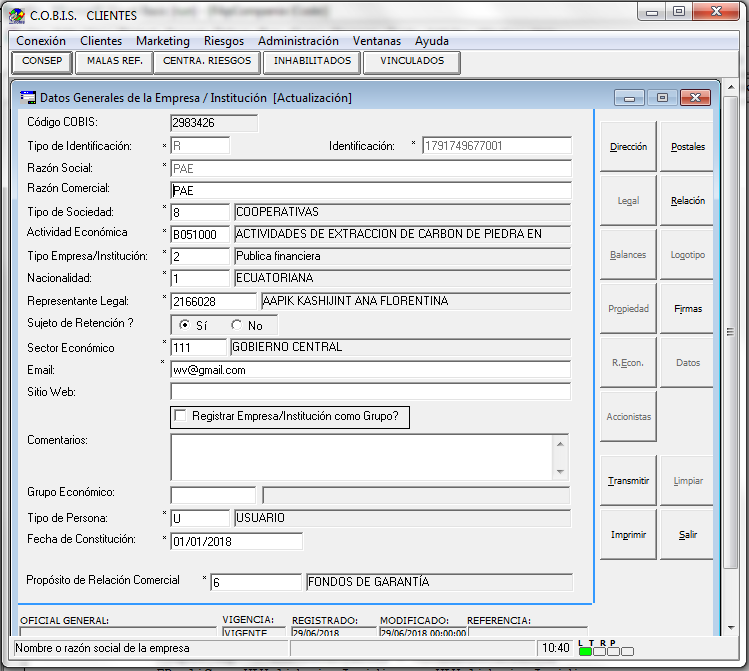 C.O.B.I.S. CLIENTES
Conexión Clientes Marketing Riesgos Administración Ventanas Ayuda
CONSEP MALAS REF. CENTRA. RIESGOS INHABILITADOS VINCULADOS
Datos Generales de la Empresa / Institución [Actualización]
Código COBIS: 2983426
Tipo de Identificación: * R Identificación: * 1791749677001
Razón Social: * PAE
Razón Comercial: PAE
Tipo de Sociedad: * 8 COOPERATIVAS
Actividad Económica * B051000 ACTIVIDADES DE EXTRACCION DE CARBON DE PIEDRA EN
Tipo Empresa/Institución: * 2 Publica financiera
Nacionalidad: * 1 ECUATORIANA
Representante Legal: * 2166028 AAPIK KASHIJINT ANA FLORENTINA
Sujeto de Retención ? Sí No
Sector Económico * 111 GOBIERNO CENTRAL
Email: * wv@gmail.com
Sitio Web:
Registrar Empresa/Institución como Grupo?
Comentarios:
Grupo Económico:
Tipo de Persona: * U USUARIO
Fecha de Constitución: * 01/01/2018
Propósito de Relación Comercial * 6 FONDOS DE GARANTÍA
Dirección Postales
Legal Relación
Balances Logotipo
Propiedad Firmas
R.Econ. Datos
Accionistas
Transmitir Limpiar
Imprimir Salir
OFICIAL GENERAL: VIGENCIA: REGISTRADO: MODIFICADO: REFERENCIA:
VIGENTE 29/06/2018 29/06/2018 00:00:00
Nombre o razón social de la empresa 10:40 L T R P